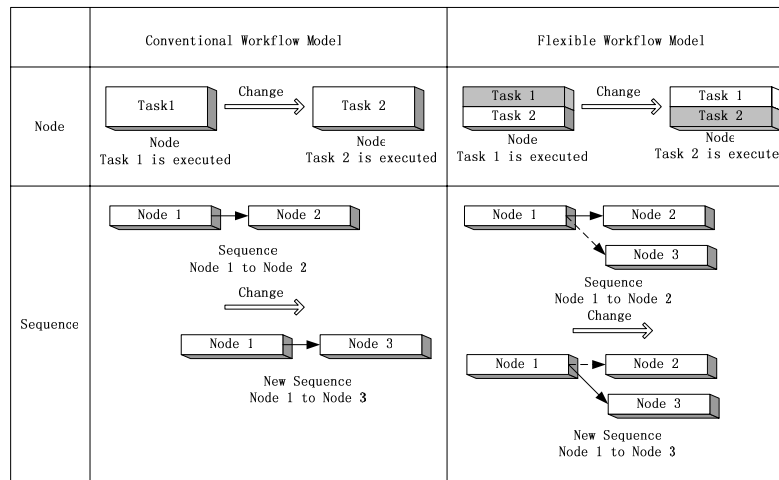 Conventional Workflow Model
Flexible Workflow Model
Node
Task1
Change
Task 2
Node
Task 1 is executed
Node
Task 2 is executed
Task 1
Task 2
Change
Task 1
Task 2
Node
Task 1 is executed
Node
Task 2 is execute
Sequence
Node 1
Node 2
Sequence
Node 1 to Node 2
Change
Node 1
Node 3
New Sequence
Node 1 to Node 3
Node 1
Node 2
Node 3
Sequence
Node 1 to Node 2
Change
Node 1
Node 2
Node 3
New Sequence
Node 1 to Node 3